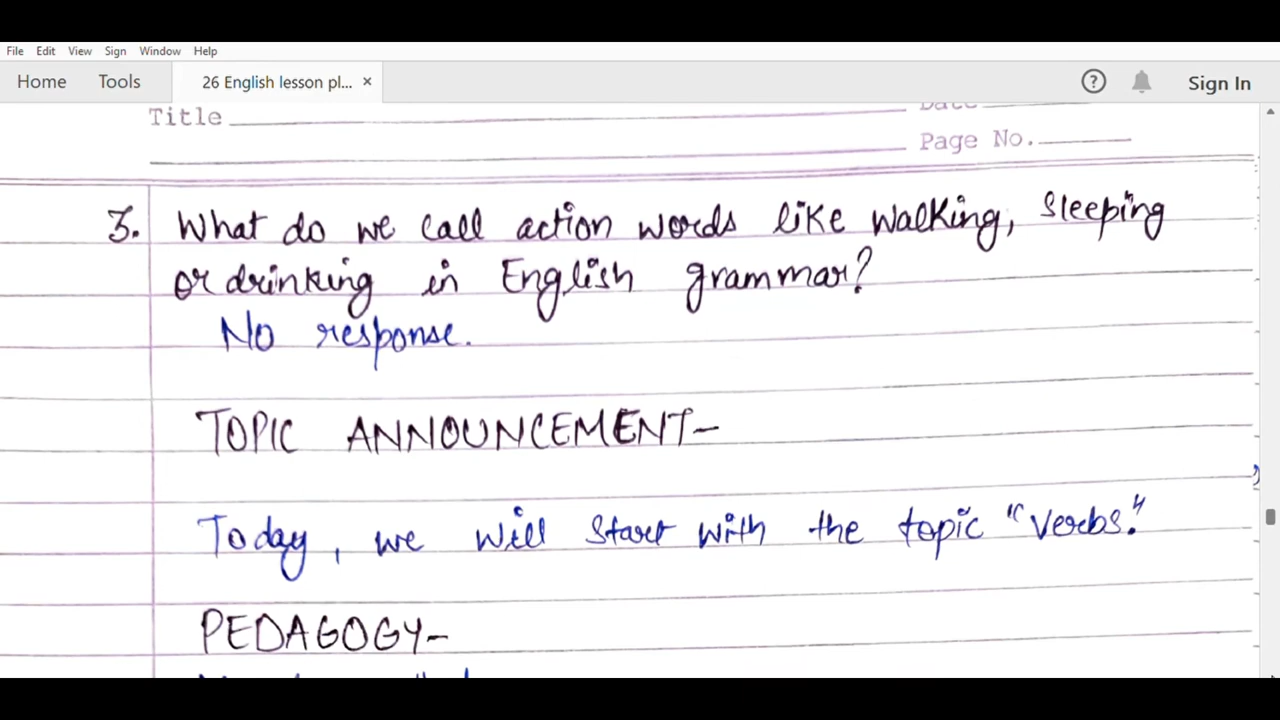 File Edit View Sign Window Help
Home Tools 26 English lesson pl... × Sign In
Title
Date
Page No.
3. What do we call action words like walking, sleeping
or drinking in English grammar?
No response.
TOPIC ANNOUNCEMENT-
Today, we will start with the topic "Verbs."
PEDAGOGY-